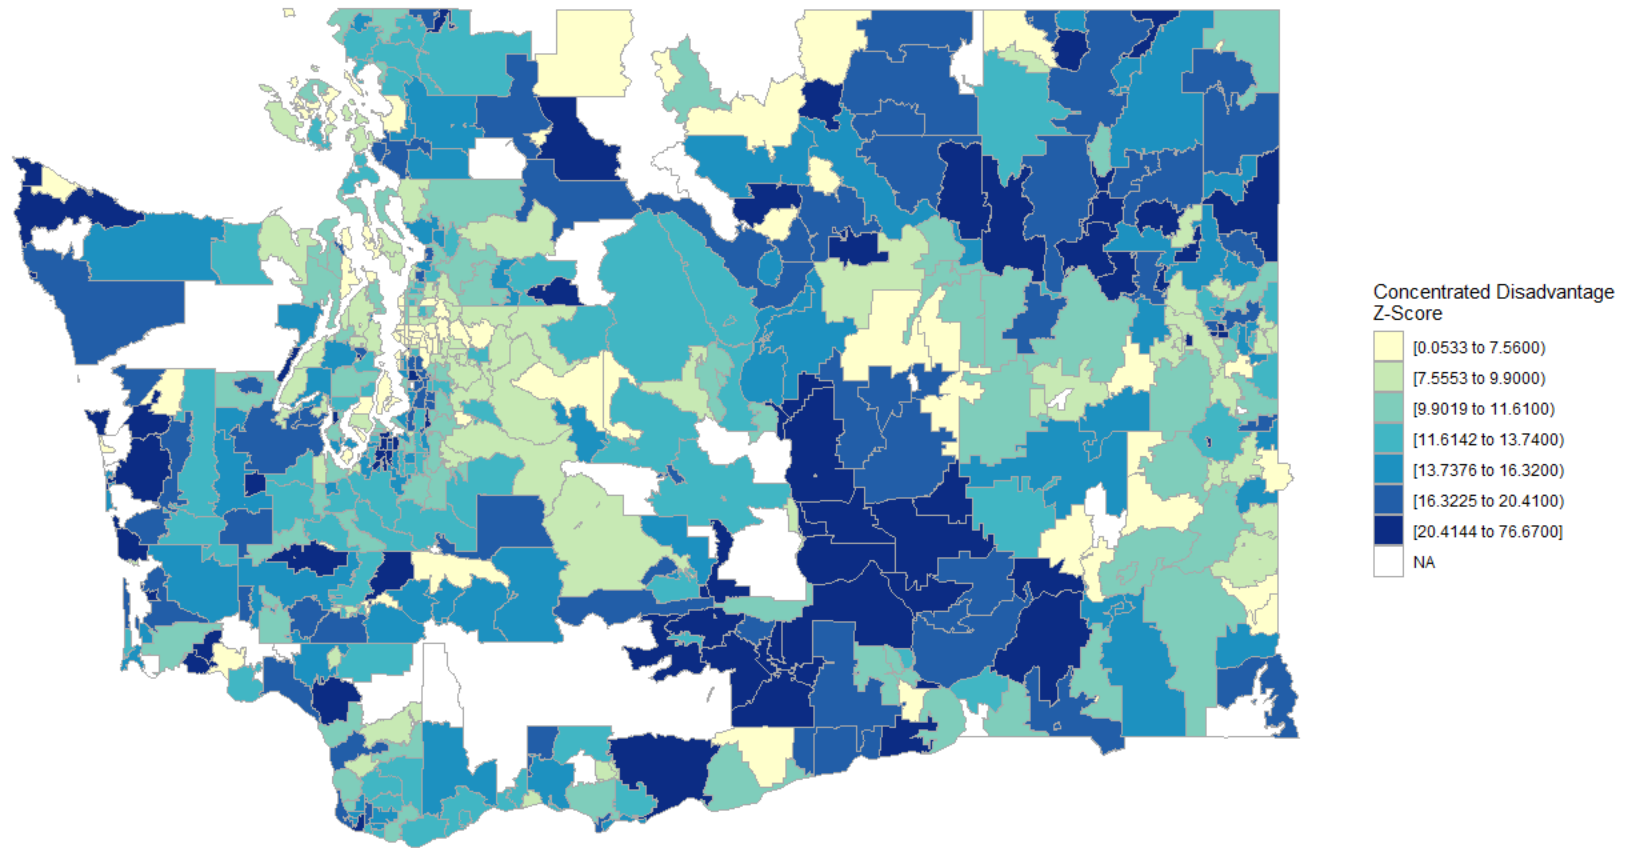 Concentrated Disadvantage
Z-Score
[0.0533 to 7.5600)
[7.5553 to 9.9000)
[9.9019 to 11.6100)
[11.6142 to 13.7400)
[13.7376 to 16.3200)
[16.3225 to 20.4100)
[20.4144 to 76.6700]
NA